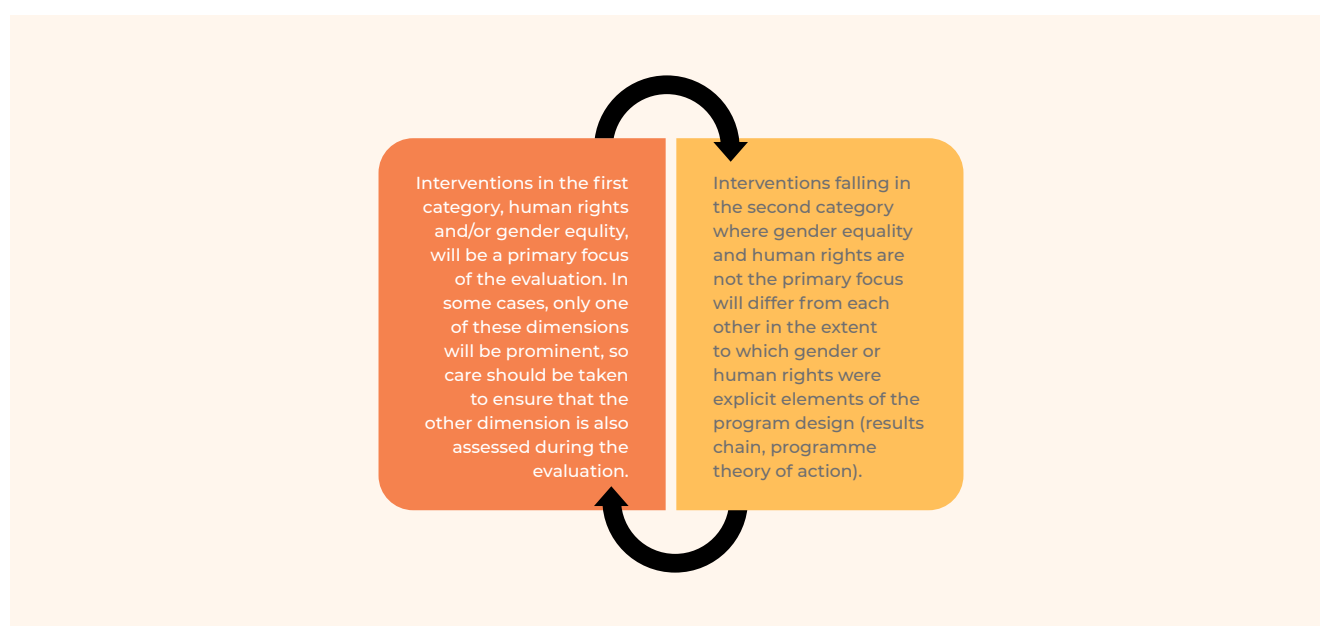 Interventions in the first
category, human rights
and/or gender equlity,
will be a primary focus
of the evaluation. In
some cases, only one
of these dimensions
will be prominent, so
care should be taken
to ensure that the
other dimension is also
assessed during the
evaluation.
Interventions falling in
the second category
where gender equality
and human rights are
not the primary focus
will differ from each
other in the extent
to which gender or
human rights were
explicit elements of the
program design (results
chain, programme
theory of action).